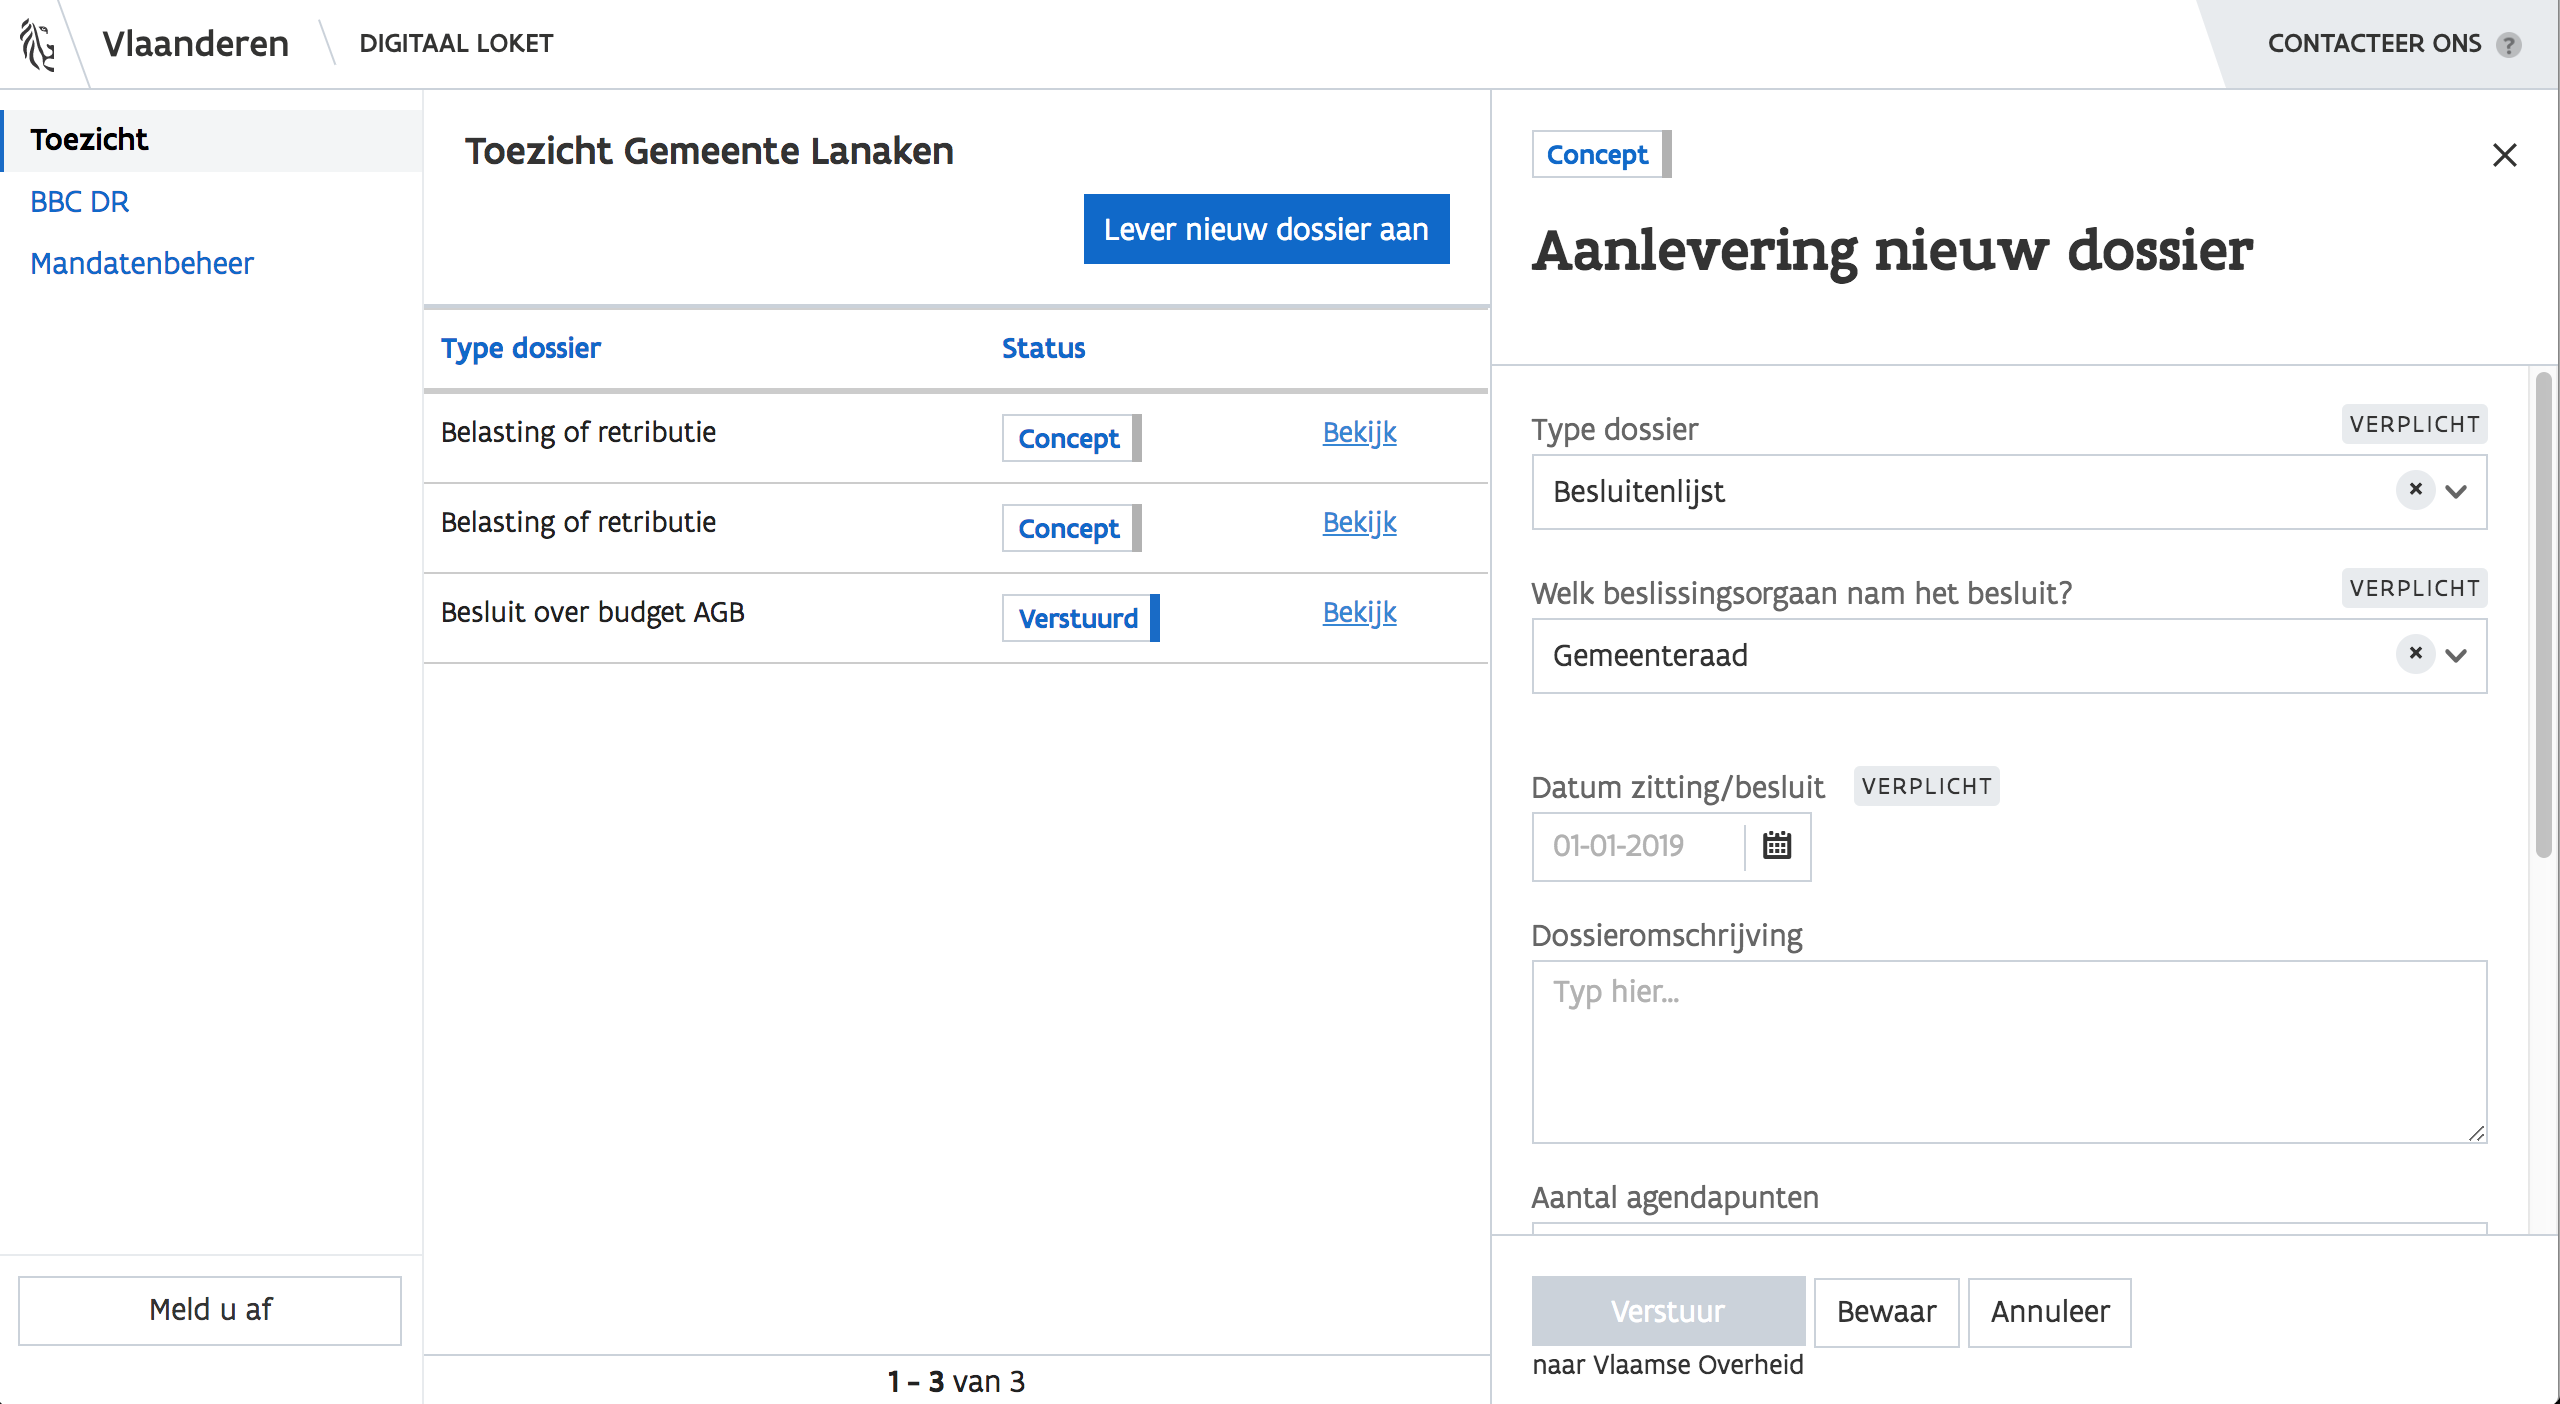 Vlaanderen
DIGITAAL LOKET
CONTACTEER ONS ?
Toezicht
BBC DR
Mandatenbeheer
Meld u af
Toezicht Gemeente Lanaken
Lever nieuw dossier aan
Type dossier Status
Belasting of retributie Concept Bekijk
Belasting of retributie Concept Bekijk
Besluit over budget AGB Verstuurd Bekijk
1 - 3 van 3
Concept
Aanlevering nieuw dossier
Type dossier VERPLICHT
Besluitenlijst
Welk beslissingsorgaan nam het besluit? VERPLICHT
Gemeenteraad
Datum zitting/besluit VERPLICHT
01-01-2019
Dossieromschrijving
Typ hier...
Aantal agendapunten
Verstuur Bewaar Annuleer
naar Vlaamse Overheid